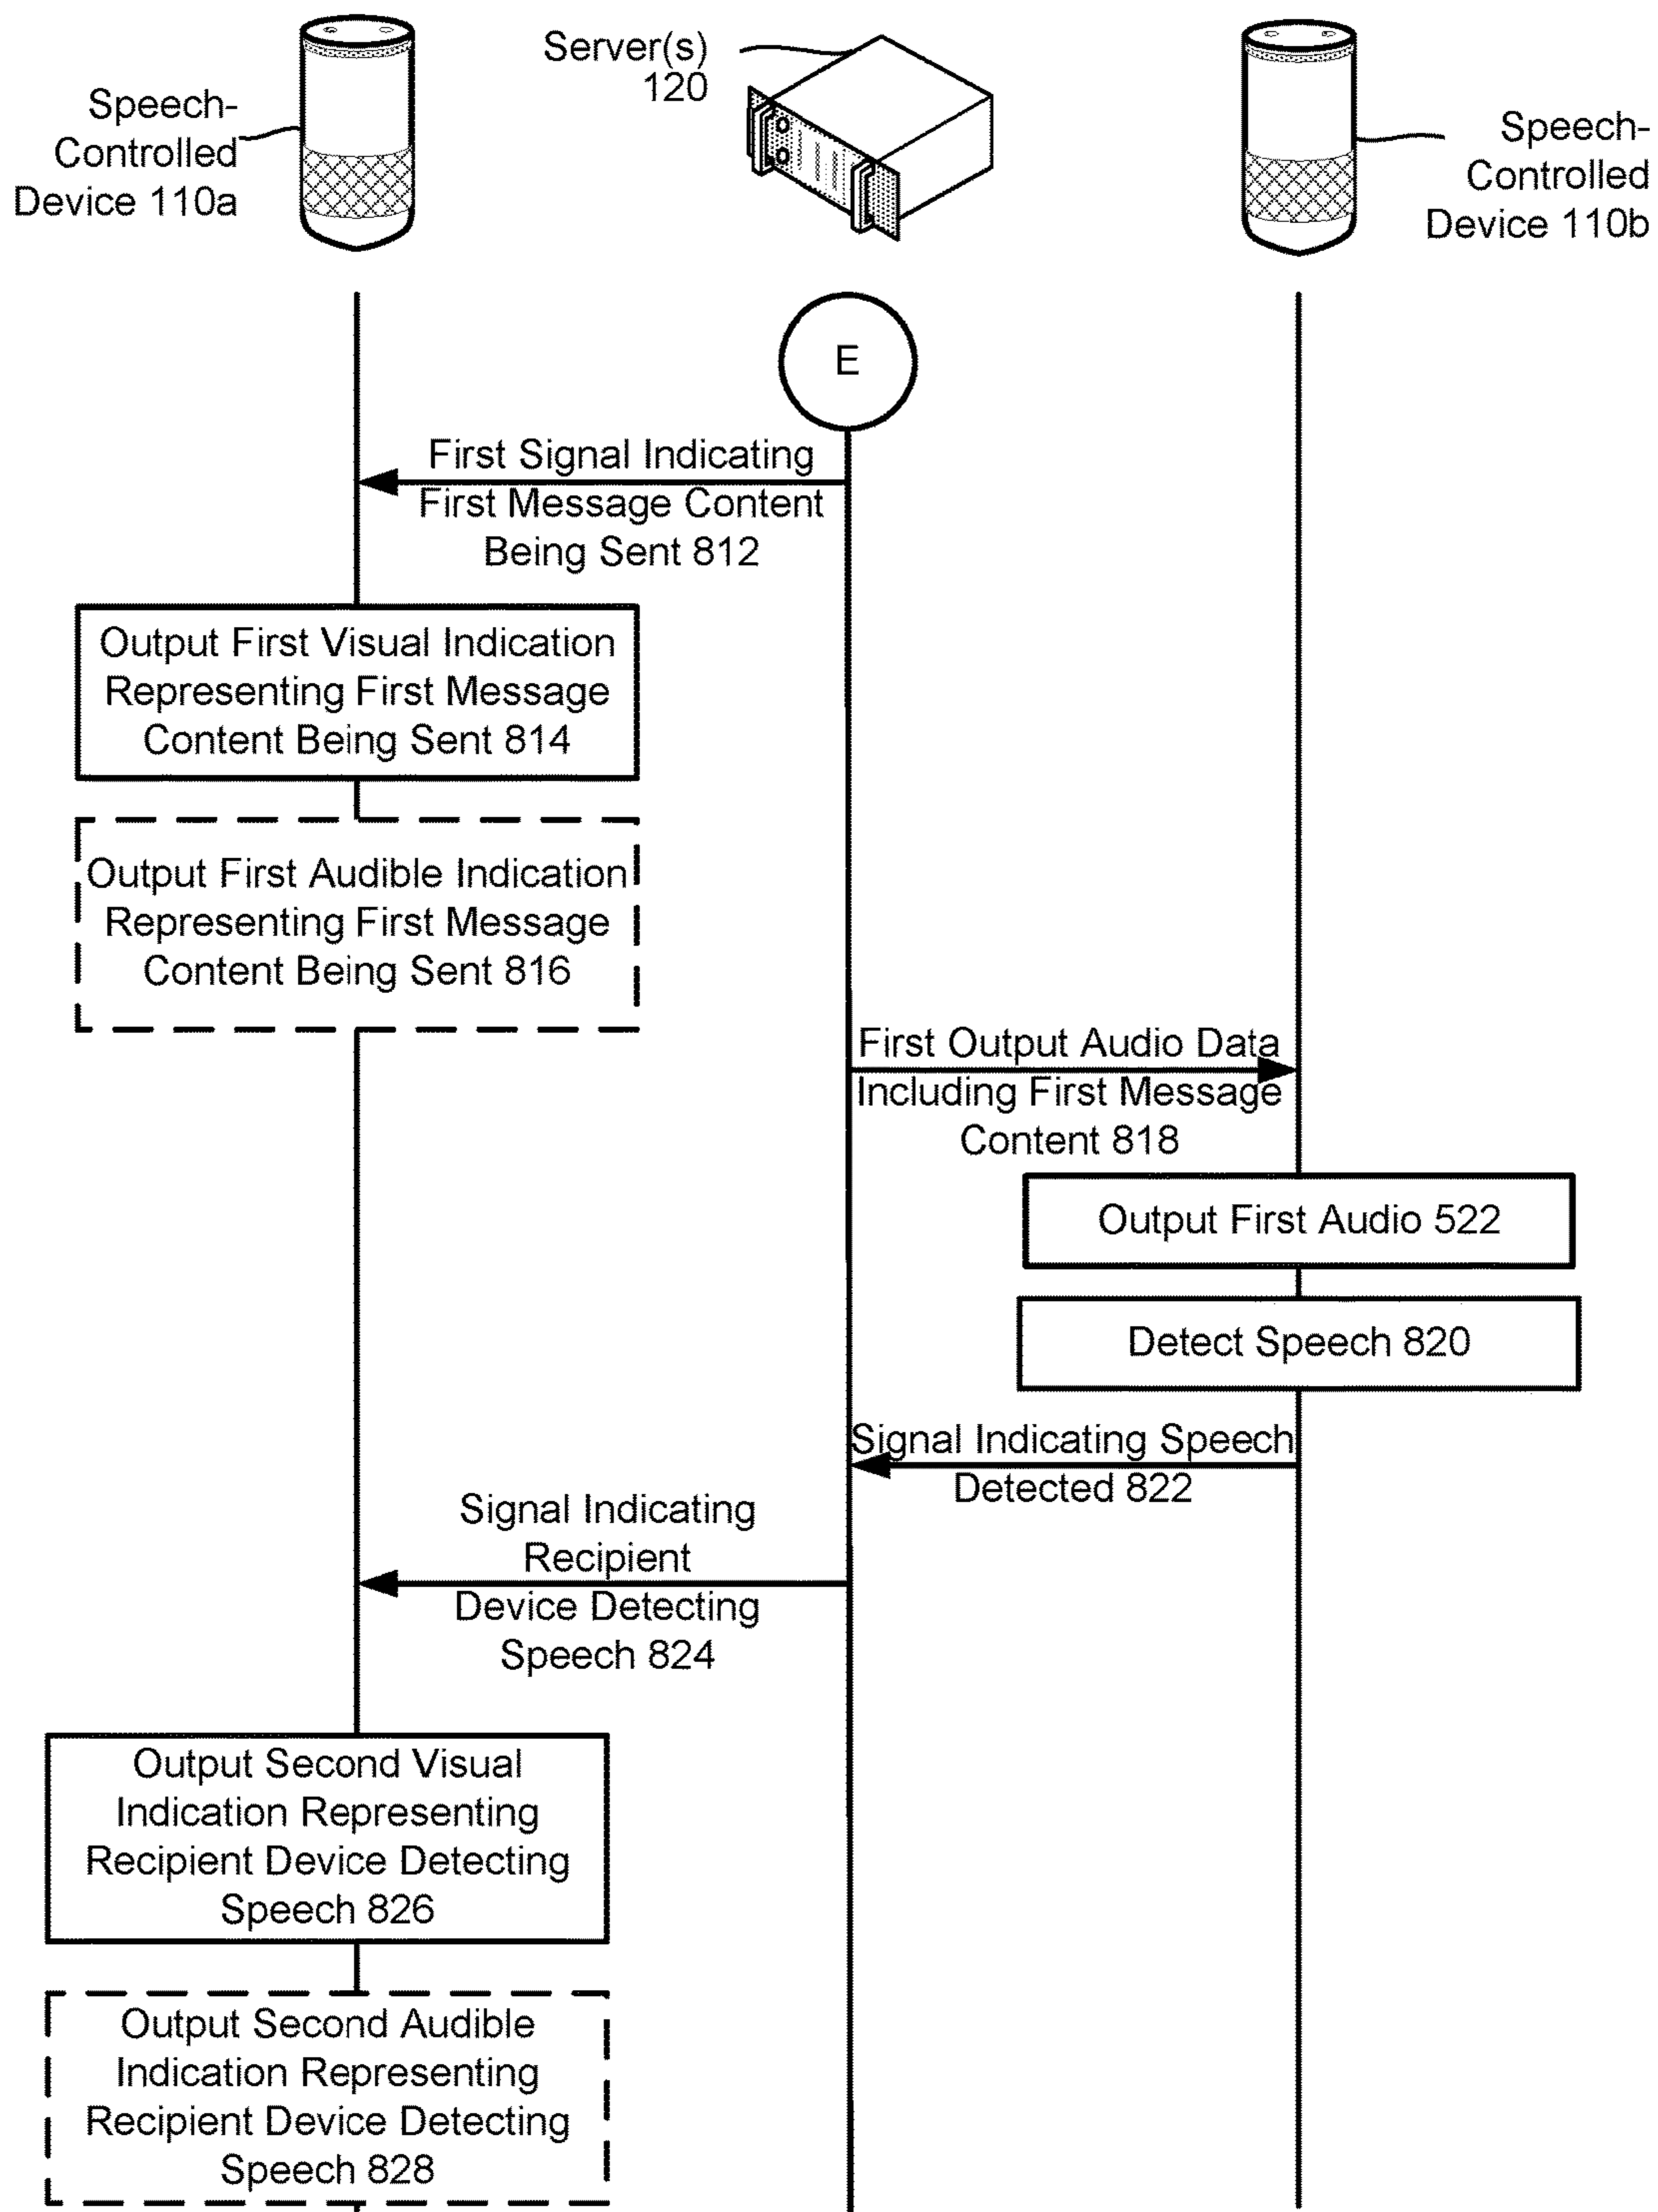 Speech-
Controlled
Device 110a
Server(s)
120
Speech-
Controlled
Device 110b
E
First Signal Indicating
First Message Content
Being Sent 812
Output First Visual Indication
Representing First Message
Content Being Sent 814
Output First Audible Indication
Representing First Message
Content Being Sent 816
First Output Audio Data
Including First Message
Content 818
Output First Audio 522
Detect Speech 820
Signal Indicating Speech
Detected 822
Signal Indicating
Recipient
Device Detecting
Speech 824
Output Second Visual
Indication Representing
Recipient Device Detecting
Speech 826
Output Second Audible
Indication Representing
Recipient Device Detecting
Speech 828